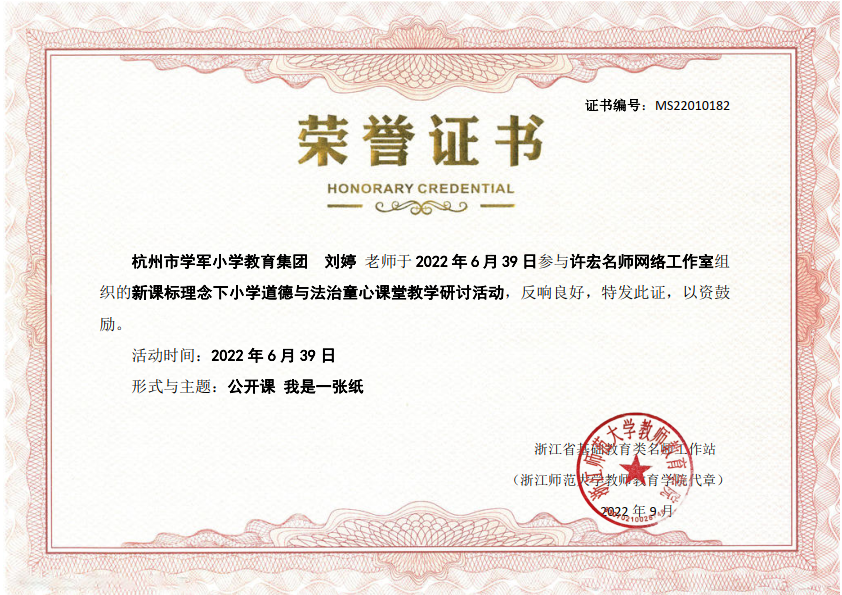 证书编号：MS22010182
荣誉证书
HONORARY CREDENTIAL
杭州市学军小学教育集团 刘婷 老师于 2022 年 6 月 39 日参与许宏名师网络工作室组
织的新课标理念下小学道德与法治童心课堂教学研讨活动，反响良好，特发此证，以资鼓
励。
活动时间：2022 年 6 月 39 日
形式与主题：公开课 我是一张纸
浙江省基础教育类名师工作站
（浙江师范大学教师教育学院代章）
2022 年 9 月
浙江师范大学教师教育学院